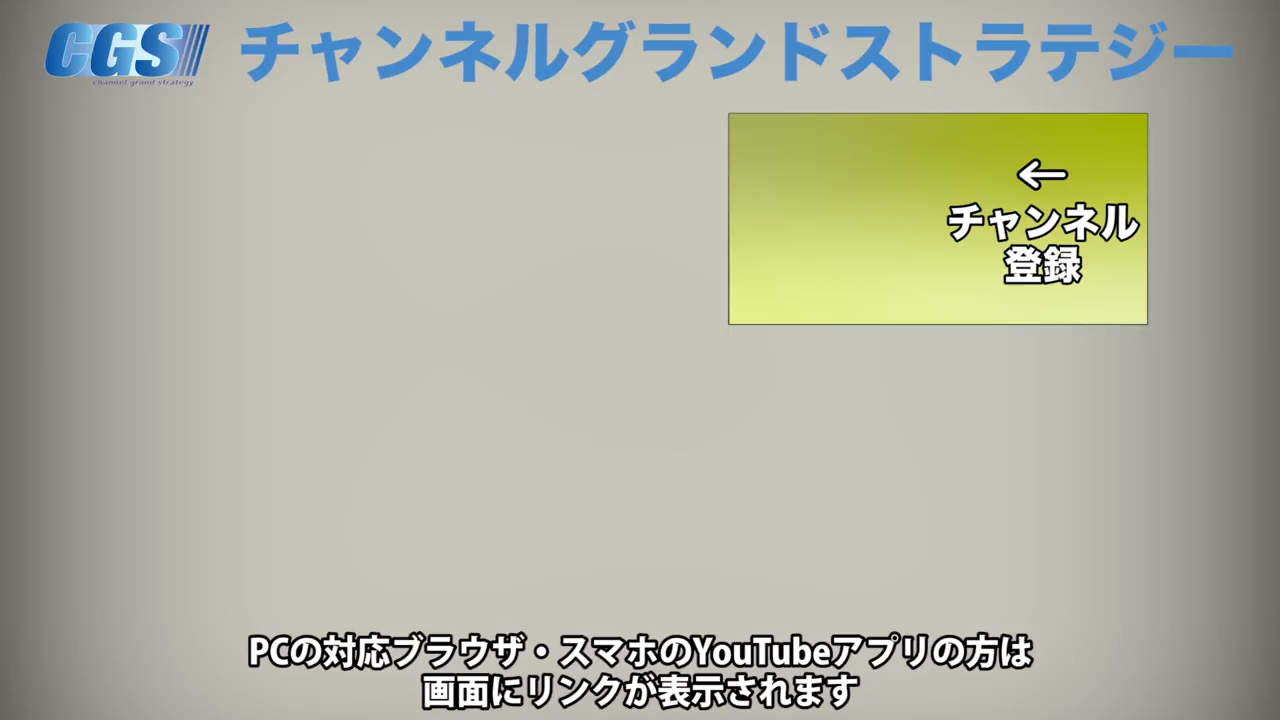 CGS
channel grand strategy
チャンネルグランドストラテジー
←
チャンネル
登録
PCの対応ブラウザ・スマホのYouTubeアプリの方は
画面にリンクが表示されます